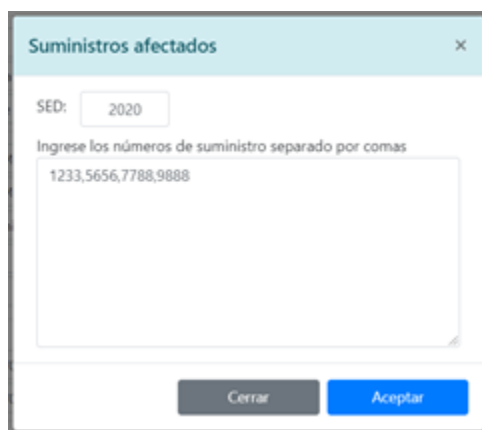 Suministros afectados ×
SED: 2020
Ingrese los números de suministro separado por comas
1233,5656,7788,9888
Cerrar Aceptar